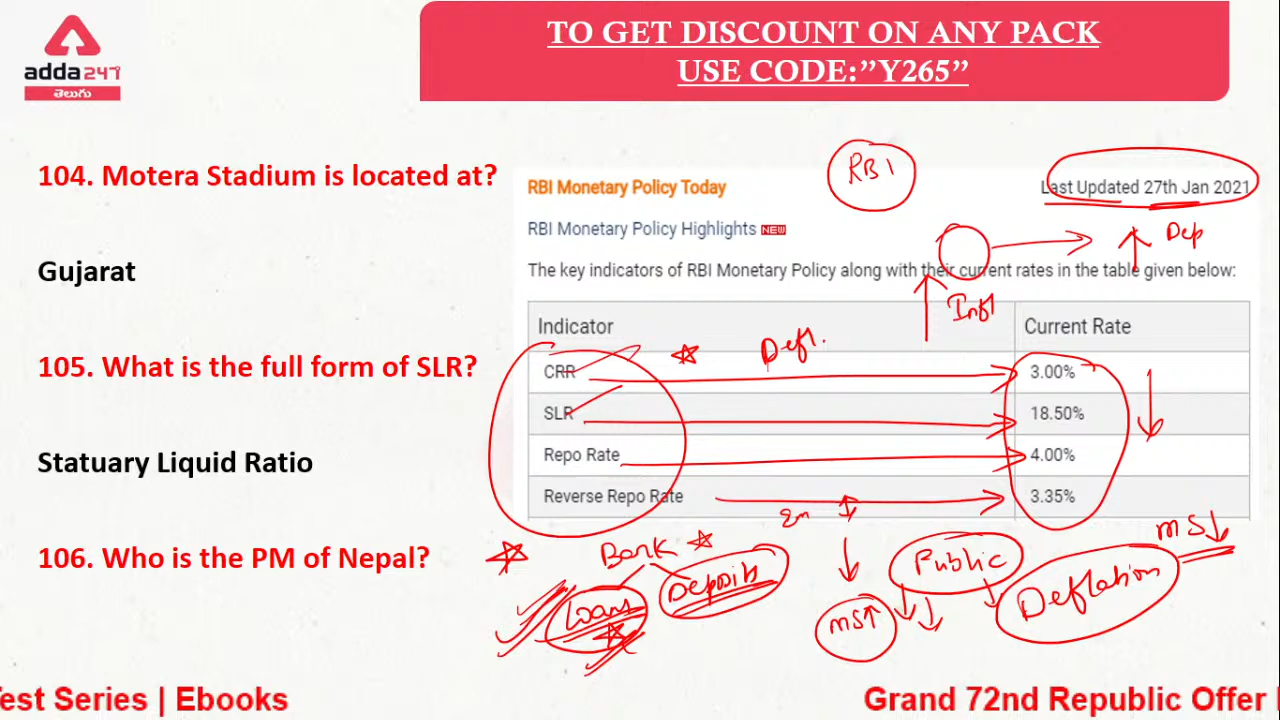 adda247
తెలుగు
TO GET DISCOUNT ON ANY PACK
USE CODE:”Y265”
104. Motera Stadium is located at?
Gujarat
105. What is the full form of SLR?
Statuary Liquid Ratio
106. Who is the PM of Nepal?
RBI
RBI Monetary Policy Today
Last Updated 27th Jan 2021
RBI Monetary Policy Highlights NEW
Dep
The key indicators of RBI Monetary Policy along with their current rates in the table given below:
Infl
Indicator Current Rate
Defl.
CRR 3.00%
SLR 18.50%
Repo Rate 4.00%
Reverse Repo Rate 3.35%
MS↓
Bank
Public
Deflation
Loans Deposits
MS↑
Test Series | Ebooks
Grand 72nd Republic Offer